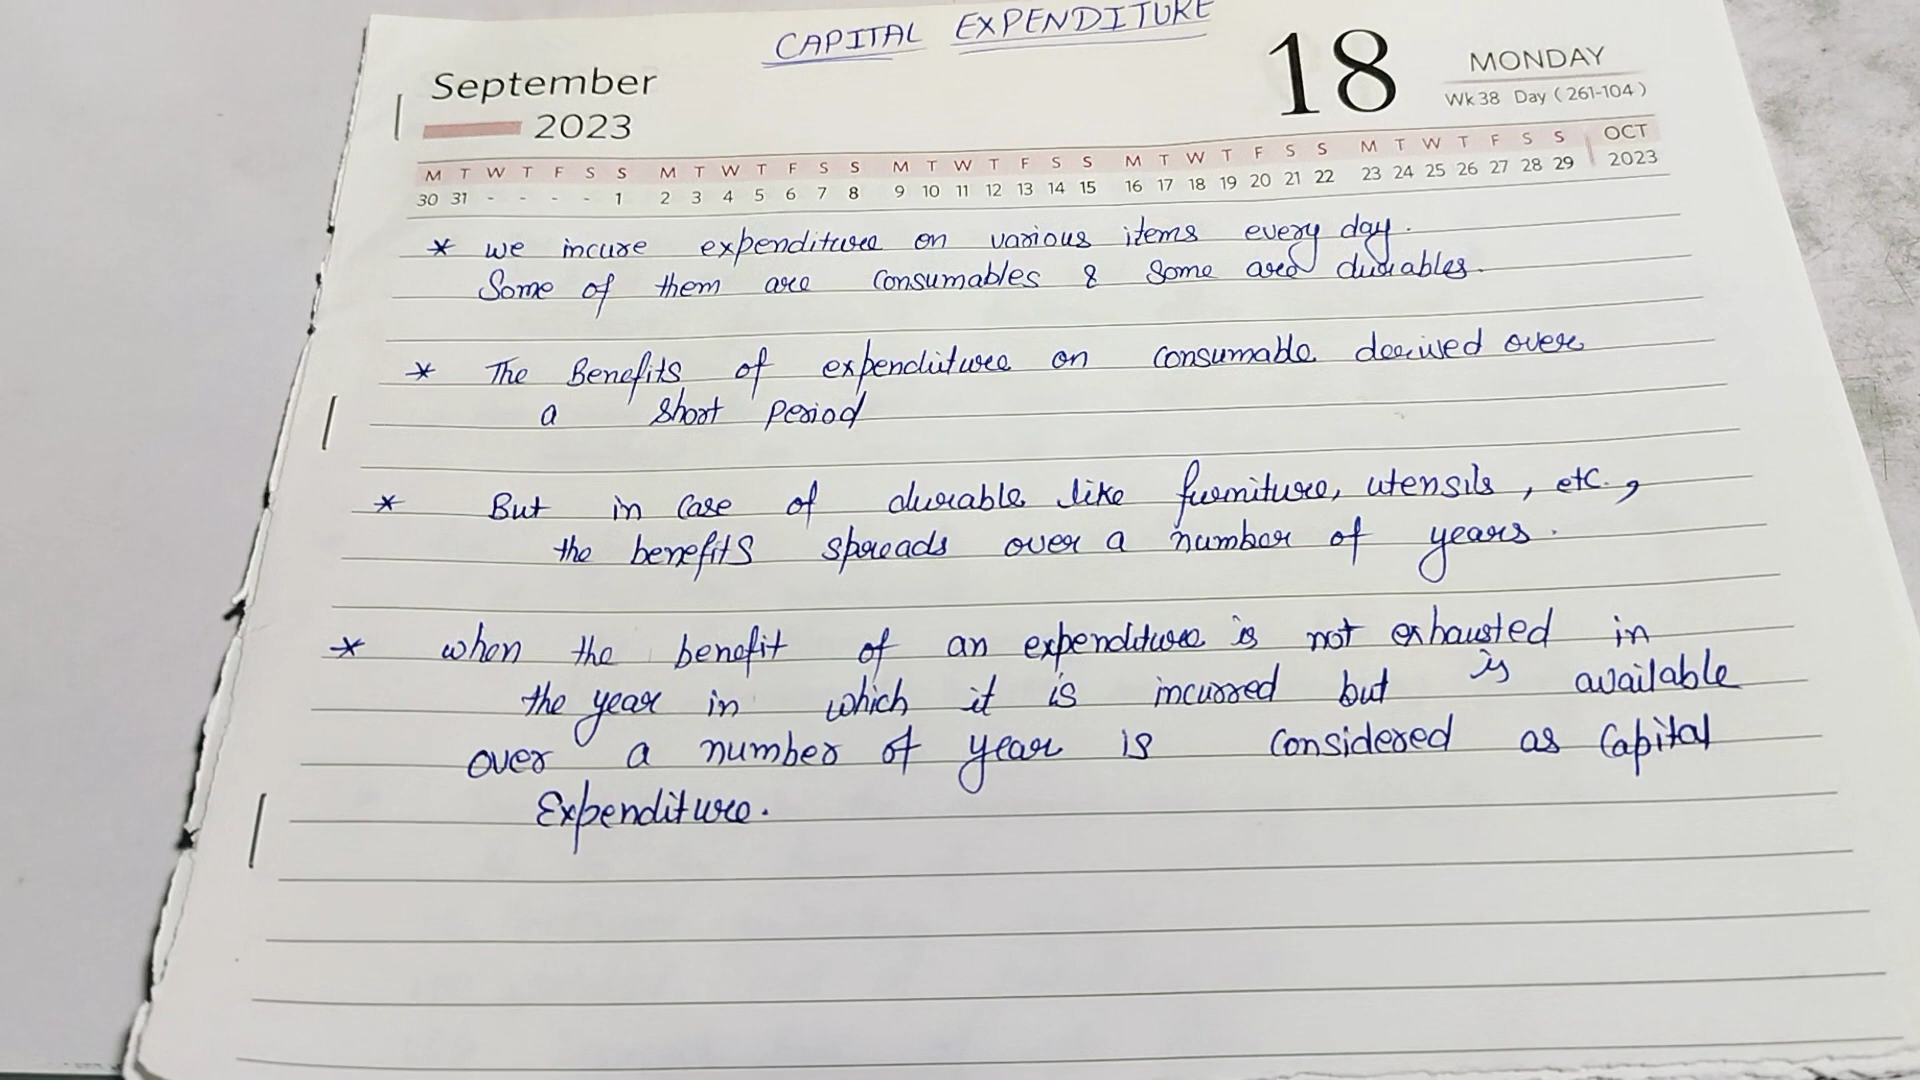 CAPITAL EXPENDITURE
September
2023
18
MONDAY
Wk 38 Day (261-104)
M T W T F S S M T W T F S S M T W T F S S M T W T F S S M T W T F S S OCT
30 31 - - - - 1 2 3 4 5 6 7 8 9 10 11 12 13 14 15 16 17 18 19 20 21 22 23 24 25 26 27 28 29 2023
* we incure expenditure on various items every day.
Some of them are Consumables & Some are durables.
* The Benefits of expenditure on consumable derived over
a short period
* But in Case of durable like furniture, utensils, etc.,
the benefits spreads over a number of years.
* when the benefit of an expenditure is not exhausted in
the year in which it is incurred but is available
over a number of year is Considered as Capital
Expenditure.